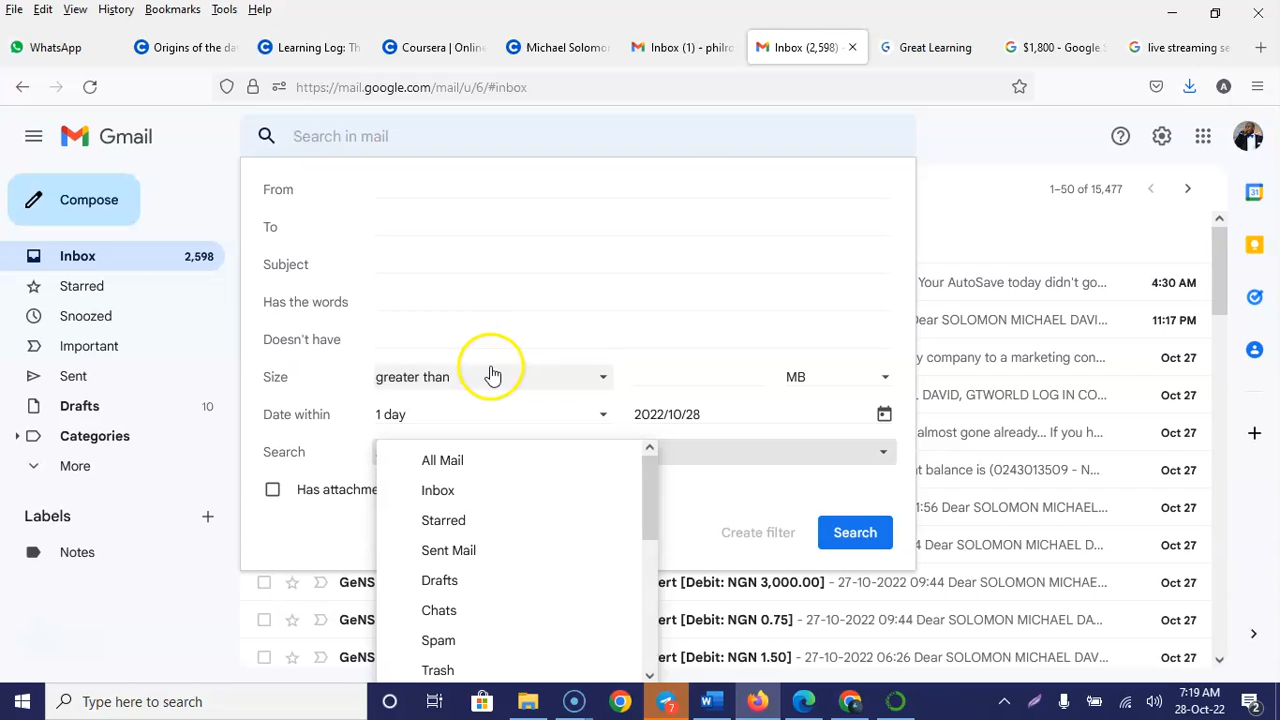 File Edit View History Bookmarks Tools Help
WhatsApp Origins of the da Learning Log: Th Coursera | Online Michael Solomo Inbox (1) - philro Inbox (2,598) - Great Learning $1,800 - Google S live streaming se
https://mail.google.com/mail/u/6/#inbox A
Gmail Search in mail
Compose
Inbox 2,598
Starred
Snoozed
Important
Sent
Drafts 10
Categories
More
Labels
Notes
From
To
Subject
Has the words
Doesn't have
Size greater than MB
Date within 1 day 2022/10/28
Search
All Mail
Inbox
Starred
Sent Mail
Drafts
Chats
Spam
Trash
Has attachme
Create filter Search
1–50 of 15,477
Your AutoSave today didn't go... 4:30 AM
Dear SOLOMON MICHAEL DAVI... 11:17 PM
y company to a marketing con... Oct 27
. DAVID, GTWORLD LOG IN CO... Oct 27
almost gone already... If you h... Oct 27
nt balance is (0243013509 - N... Oct 27
1:56 Dear SOLOMON MICHAEL ... Oct 27
4 Dear SOLOMON MICHAEL D... Oct 27
GeNS ert [Debit: NGN 3,000.00] - 27-10-2022 09:44 Dear SOLOMON MICHAE... Oct 27
GeNS ert [Debit: NGN 0.75] - 27-10-2022 09:44 Dear SOLOMON MICHAEL D... Oct 27
GeNS ert [Debit: NGN 1.50] - 27-10-2022 06:26 Dear SOLOMON MICHAEL D... Oct 27
31
Type here to search 7 7:19 AM
28-Oct-22 2